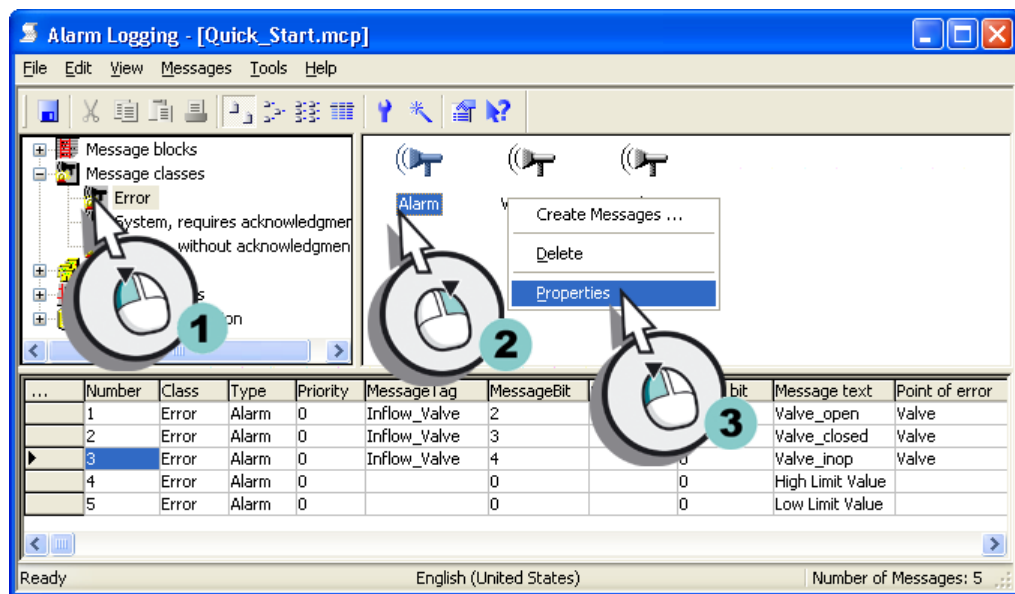 Alarm Logging - [Quick_Start.mcp]
File Edit View Messages Tools Help
Message blocks
Message classes
Error
System, requires acknowledgmen
without acknowledgmen
Alarm
Create Messages ...
Delete
Properties
1
2
3
... Number Class Type Priority MessageTag MessageBit bit Message text Point of error
1 Error Alarm 0 Inflow_Valve 2 Valve_open Valve
2 Error Alarm 0 Inflow_Valve 3 Valve_closed Valve
3 Error Alarm 0 Inflow_Valve 4 0 Valve_inop Valve
4 Error Alarm 0 0 0 High Limit Value
5 Error Alarm 0 0 0 Low Limit Value
Ready English (United States) Number of Messages: 5